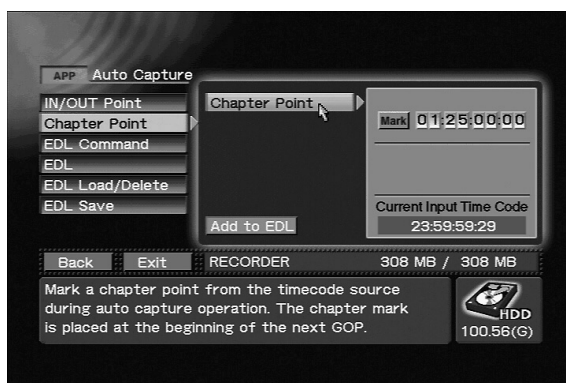 APP Auto Capture
IN/OUT Point
Chapter Point
EDL Command
EDL
EDL Load/Delete
EDL Save
Chapter Point
Add to EDL
Mark 01:25:00:00
Current Input Time Code
23:59:59:29
Back Exit RECORDER 308 MB / 308 MB
Mark a chapter point from the timecode source
during auto capture operation. The chapter mark
is placed at the beginning of the next GOP.
HDD
100.56(G)